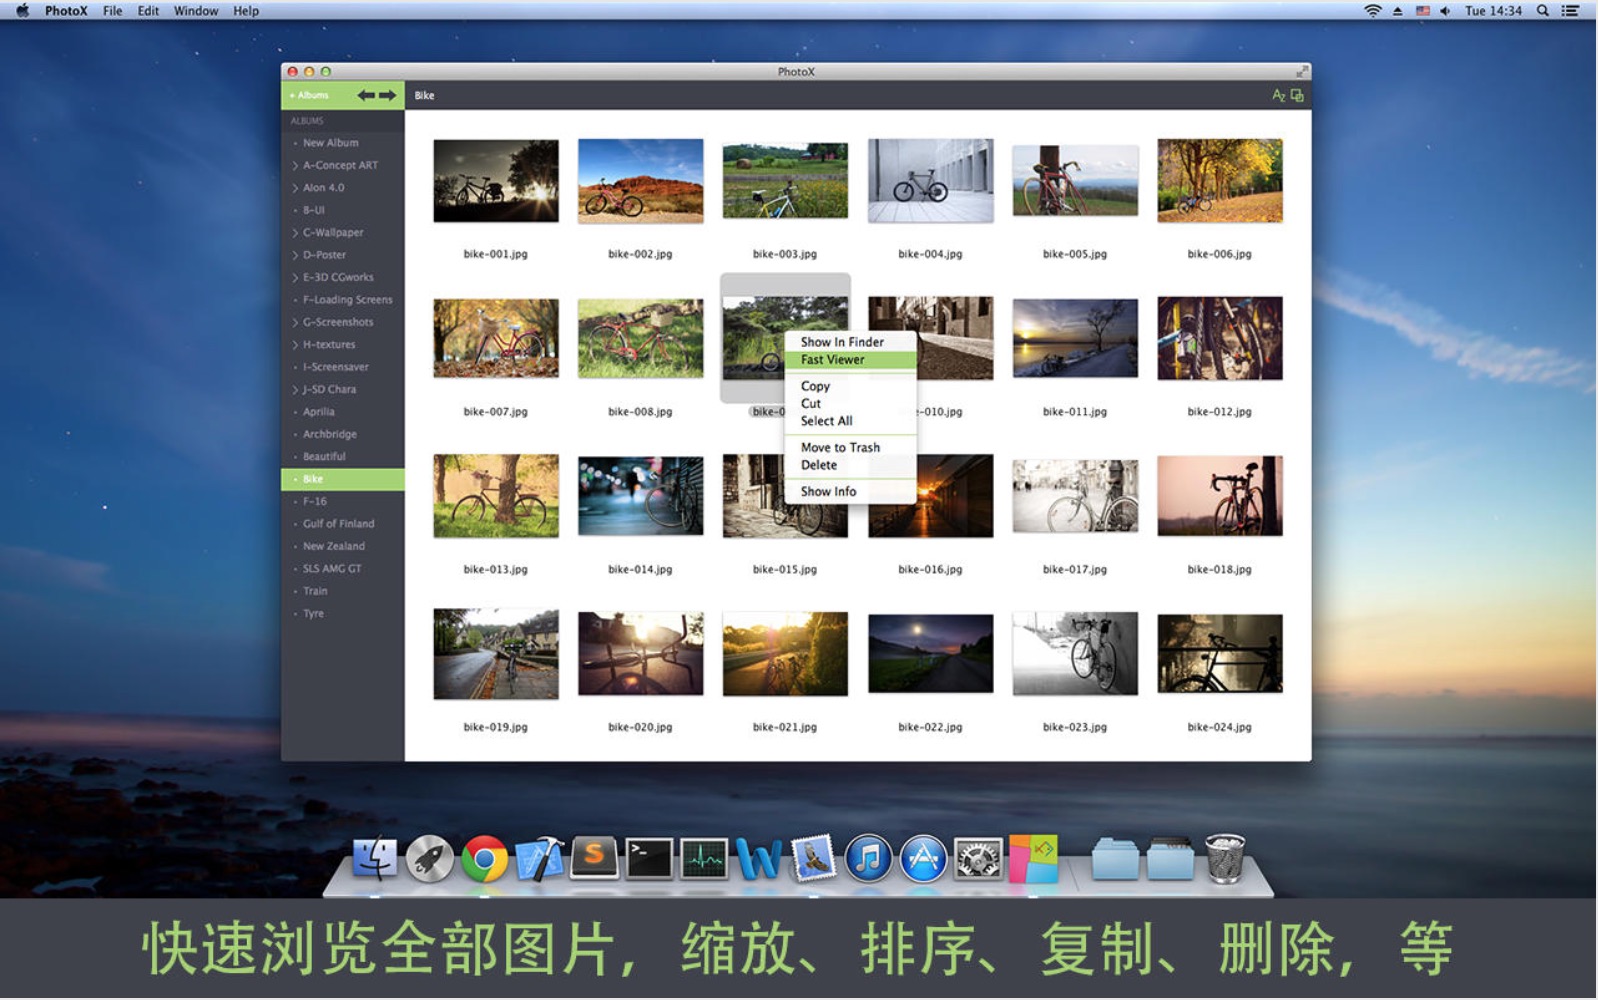 PhotoX File Edit Window Help
Tue 14:34
PhotoX
+ Albums
Bike
AZ
ALBUMS
New Album
A-Concept ART
Alon 4.0
B-UI
C-Wallpaper
D-Poster
E-3D CGworks
F-Loading Screens
G-Screenshots
H-textures
I-Screensaver
J-SD Chara
Aprilia
Archbridge
Beautiful
Bike
F-16
Gulf of Finland
New Zealand
SLS AMG GT
Train
Tyre
bike-001.jpg bike-002.jpg bike-003.jpg bike-004.jpg bike-005.jpg bike-006.jpg
bike-007.jpg bike-008.jpg bike-0 -010.jpg bike-011.jpg bike-012.jpg
Show In Finder
Fast Viewer
Copy
Cut
Select All
Move to Trash
Delete
Show Info
bike-013.jpg bike-014.jpg bike-015.jpg bike-016.jpg bike-017.jpg bike-018.jpg
bike-019.jpg bike-020.jpg bike-021.jpg bike-022.jpg bike-023.jpg bike-024.jpg
快速浏览全部图片，缩放、排序、复制、删除，等